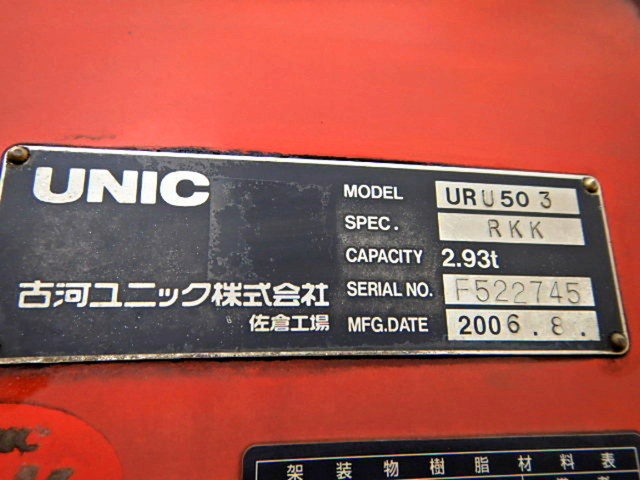 UNIC
MODEL URU503
SPEC. RKK
CAPACITY 2.93t
古河ユニック株式会社 SERIAL NO. F522745
佐倉工場 MFG.DATE 2006.8.
架装物樹脂材料表